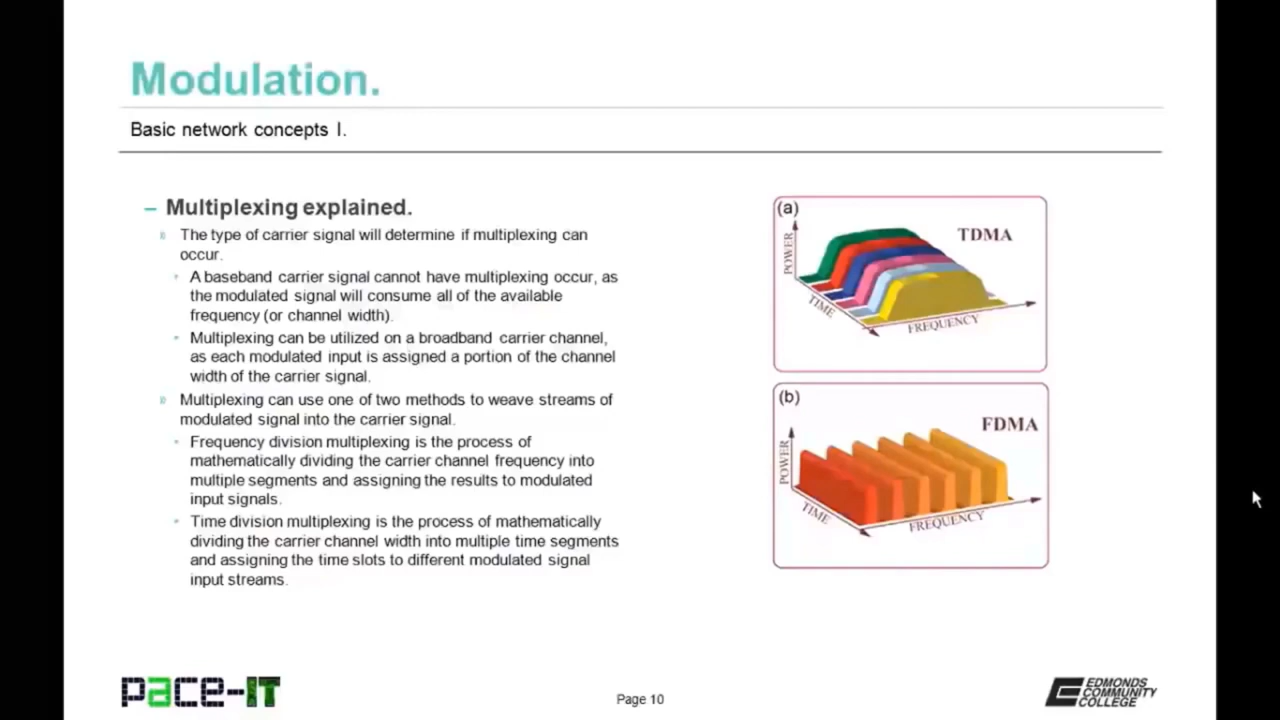 Modulation.
Basic network concepts I.
– Multiplexing explained.
» The type of carrier signal will determine if multiplexing can
occur.
• A baseband carrier signal cannot have multiplexing occur, as
the modulated signal will consume all of the available
frequency (or channel width).
• Multiplexing can be utilized on a broadband carrier channel,
as each modulated input is assigned a portion of the channel
width of the carrier signal.
» Multiplexing can use one of two methods to weave streams of
modulated signal into the carrier signal.
• Frequency division multiplexing is the process of
mathematically dividing the carrier channel frequency into
multiple segments and assigning the results to modulated
input signals.
• Time division multiplexing is the process of mathematically
dividing the carrier channel width into multiple time segments
and assigning the time slots to different modulated signal
input streams.
(a)
TDMA
POWER
TIME
FREQUENCY
(b)
FDMA
POWER
TIME
FREQUENCY
pace-IT
Page 10
EDMONDS
COMMUNITY
COLLEGE